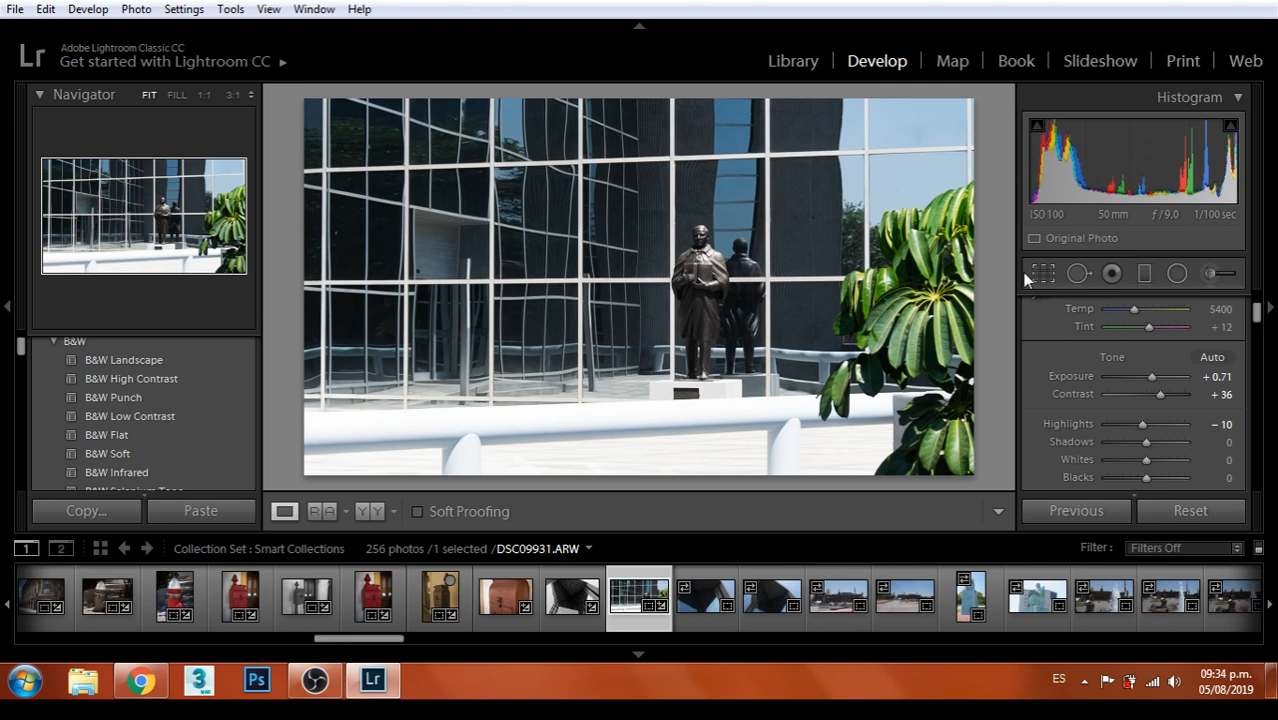 File Edit Develop Photo Settings Tools View Window Help
Lr Adobe Lightroom Classic CC
Get started with Lightroom CC
Library Develop Map Book Slideshow Print Web
Navigator FIT FILL 1:1 3:1
Histogram
ISO 100 50 mm ƒ/9.0 1/100 sec
Original Photo
Temp 5400
Tint + 12
Tone Auto
Exposure + 0.71
Contrast + 36
Highlights – 10
Shadows 0
Whites 0
Blacks 0
B&W
B&W Landscape
B&W High Contrast
B&W Punch
B&W Low Contrast
B&W Flat
B&W Soft
B&W Infrared
B&W Selenium Tone
Copy... Paste
R A Y Y Soft Proofing
Previous Reset
1 2 Collection Set : Smart Collections 256 photos /1 selected /DSC09931.ARW Filter : Filters Off
3 Ps Lr
ES 09:34 p.m.
05/08/2019